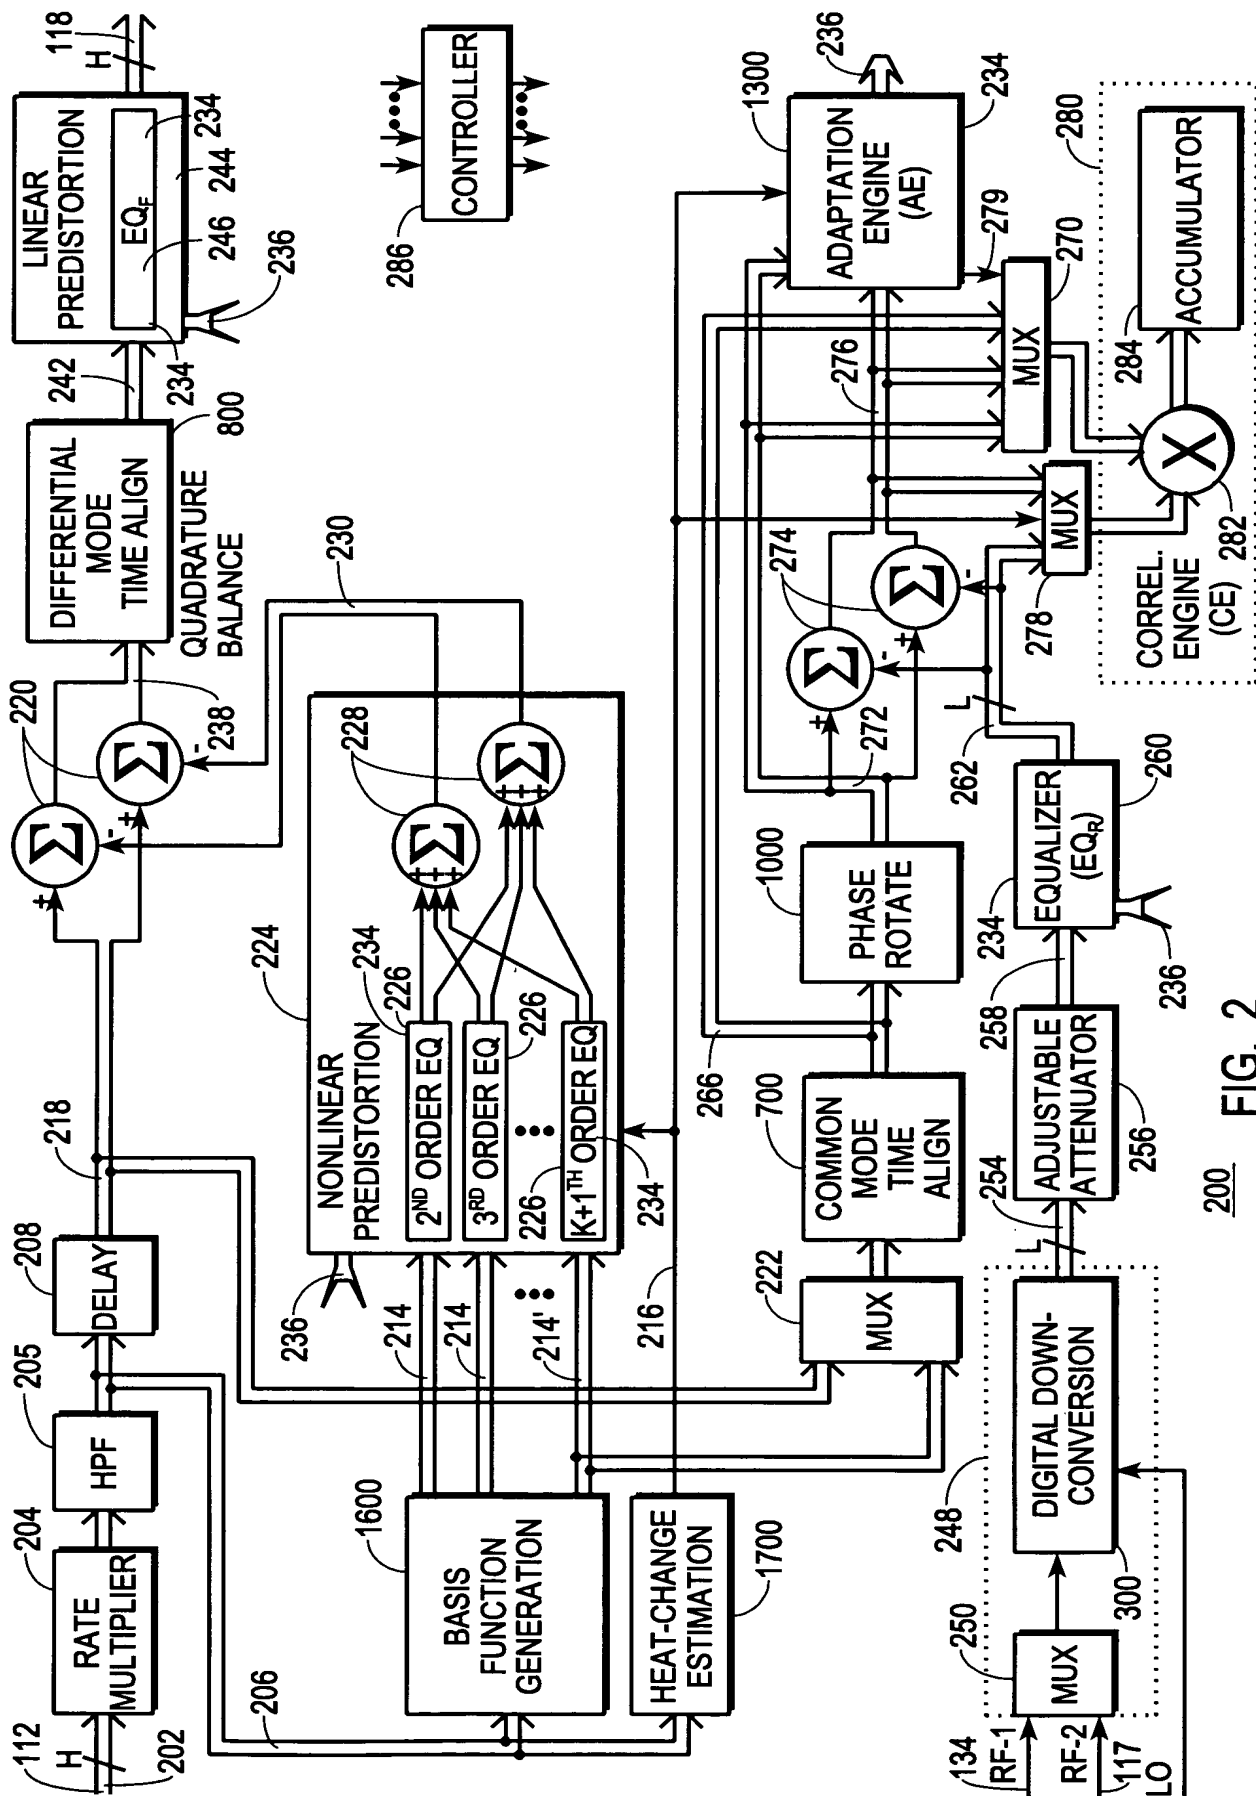 112
H
202
RATE
MULTIPLIER
204
HPF
205
DELAY
208
218
206
+
-
Σ
220
+
-
Σ
238
DIFFERENTIAL
MODE
TIME ALIGN
800
QUADRATURE
BALANCE
242
LINEAR
PREDISTORTION
EQF
234
246
244
234
236
H
118
BASIS
FUNCTION
GENERATION
1600
214
214
214'
236
NONLINEAR
PREDISTORTION
224
2ND ORDER EQ
226
234
3RD ORDER EQ
226
K+1TH ORDER EQ
226
234
+++
Σ
228
+++
Σ
230
286
CONTROLLER
HEAT-CHANGE
ESTIMATION
1700
216
MUX
222
COMMON
MODE
TIME
ALIGN
700
266
PHASE
ROTATE
1000
272
+
-
Σ
274
+
-
Σ
276
ADAPTATION
ENGINE
(AE)
1300
234
236
279
MUX
270
MUX
278
134
RF-1
RF-2
117
LO
MUX
250
248
DIGITAL DOWN-
CONVERSION
300
L
254
ADJUSTABLE
ATTENUATOR
256
258
EQUALIZER
(EQR)
234
260
236
262
L
CORREL.
ENGINE
(CE)
X
282
ACCUMULATOR
284
280
200
FIG. 2